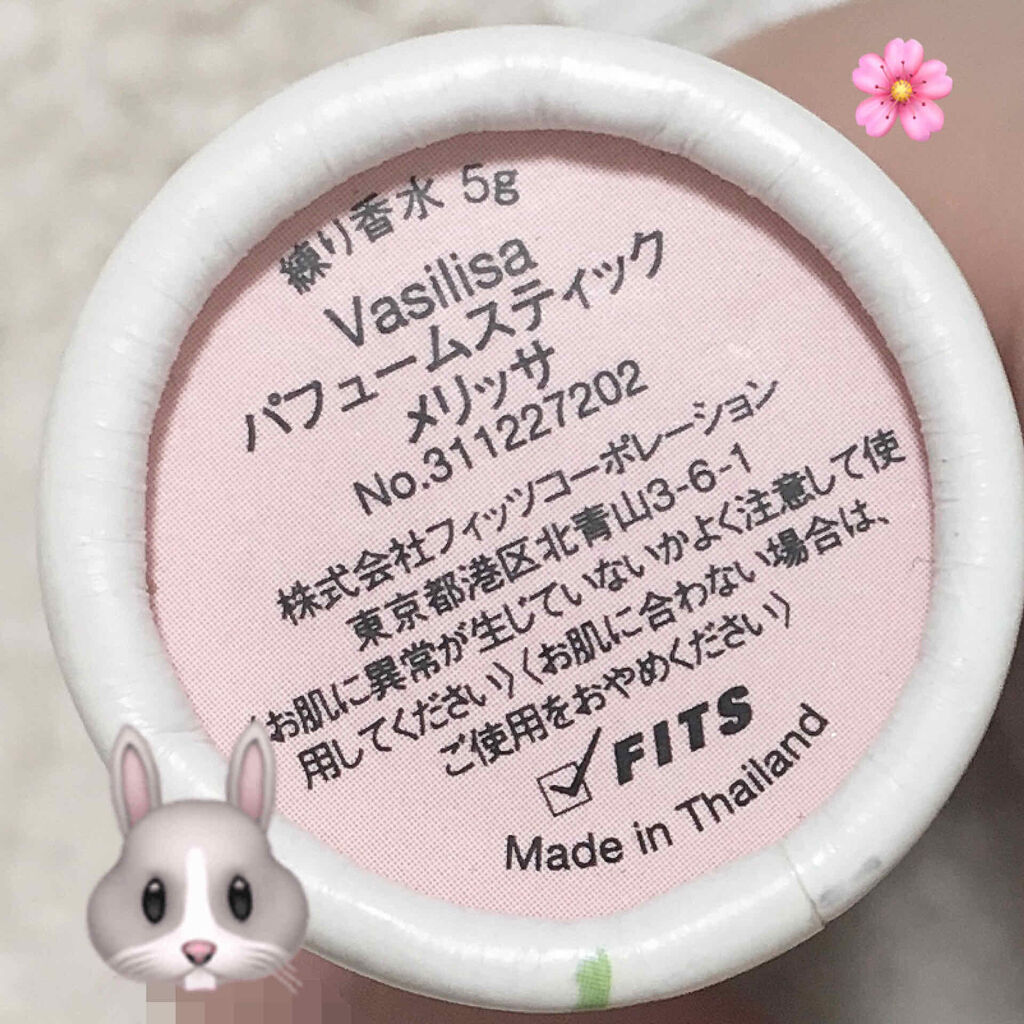 練り香水 5g
Vasilisa
パフュームスティック
メリッサ
No.311227202
株式会社フィッツコーポレーション
東京都港区北青山3-6-1
〈お肌に異常が生じていないかよく注意して使
用してください〉〈お肌に合わない場合は、
ご使用をおやめください〉
FITS
Made in Thailand